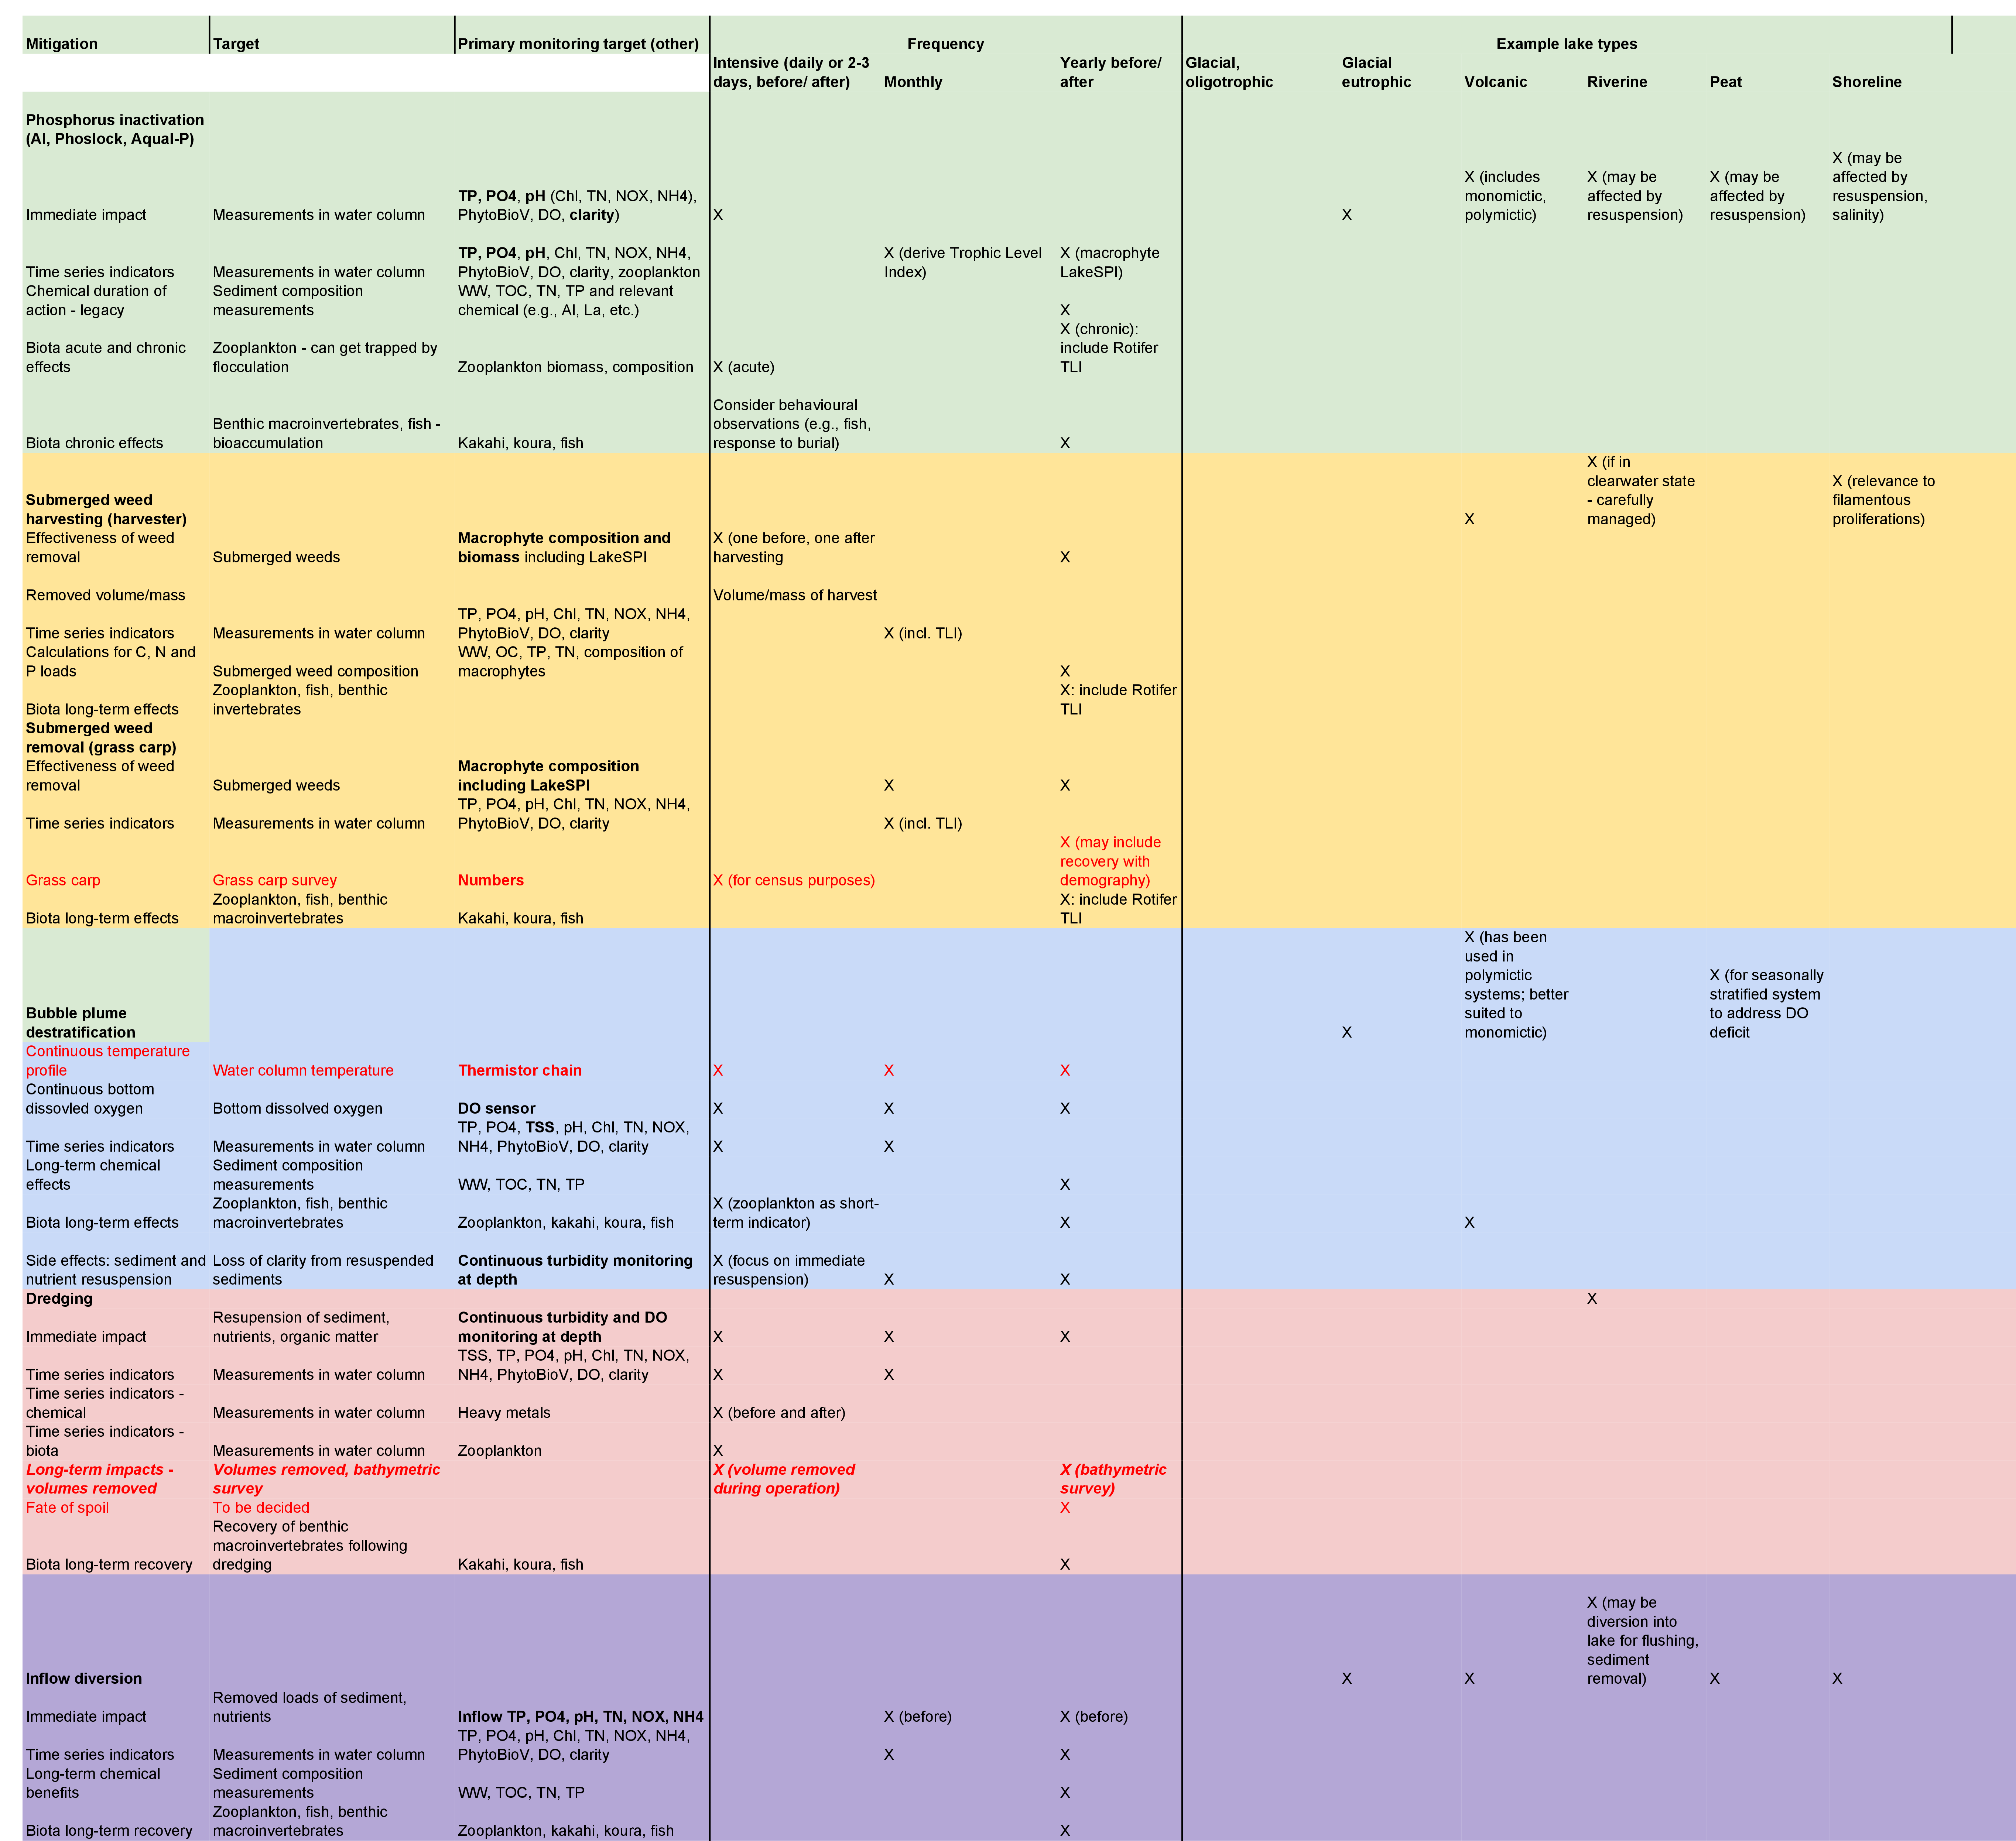 Mitigation Target Primary monitoring target (other) Frequency Example lake types
Intensive (daily or 2-3 days, before/ after) Monthly Yearly before/ after Glacial, oligotrophic Glacial eutrophic Volcanic Riverine Peat Shoreline
Phosphorus inactivation (Al, Phoslock, Aqual-P)
Immediate impact Measurements in water column TP, PO4, pH (Chl, TN, NOX, NH4), PhytoBioV, DO, clarity) X X X (includes monomictic, polymictic) X (may be affected by resuspension) X (may be affected by resuspension) X (may be affected by resuspension, salinity)
Time series indicators Measurements in water column TP, PO4, pH, Chl, TN, NOX, NH4, PhytoBioV, DO, clarity, zooplankton X (derive Trophic Level Index) X (macrophyte LakeSPI)
Chemical duration of action - legacy Sediment composition measurements WW, TOC, TN, TP and relevant chemical (e.g., Al, La, etc.) X
Biota acute and chronic effects Zooplankton - can get trapped by flocculation Zooplankton biomass, composition X (acute) X (chronic): include Rotifer TLI
Biota chronic effects Benthic macroinvertebrates, fish - bioaccumulation Kakahi, koura, fish Consider behavioural observations (e.g., fish, response to burial) X
Submerged weed harvesting (harvester) X X (if in clearwater state - carefully managed) X (relevance to filamentous proliferations)
Effectiveness of weed removal Submerged weeds Macrophyte composition and biomass including LakeSPI X (one before, one after harvesting X
Removed volume/mass Volume/mass of harvest
Time series indicators Measurements in water column TP, PO4, pH, Chl, TN, NOX, NH4, PhytoBioV, DO, clarity X (incl. TLI)
Calculations for C, N and P loads Submerged weed composition WW, OC, TP, TN, composition of macrophytes X
Biota long-term effects Zooplankton, fish, benthic invertebrates X: include Rotifer TLI
Submerged weed removal (grass carp)
Effectiveness of weed removal Submerged weeds Macrophyte composition including LakeSPI X X
Time series indicators Measurements in water column TP, PO4, pH, Chl, TN, NOX, NH4, PhytoBioV, DO, clarity X (incl. TLI)
Grass carp Grass carp survey Numbers X (for census purposes) X (may include recovery with demography)
Biota long-term effects Zooplankton, fish, benthic macroinvertebrates Kakahi, koura, fish X: include Rotifer TLI
Bubble plume destratification X X (has been used in polymictic systems; better suited to monomictic) X (for seasonally stratified system to address DO deficit
Continuous temperature profile Water column temperature Thermistor chain X X X
Continuous bottom dissovled oxygen Bottom dissolved oxygen DO sensor X X X
Time series indicators Measurements in water column TP, PO4, TSS, pH, Chl, TN, NOX, NH4, PhytoBioV, DO, clarity X X
Long-term chemical effects Sediment composition measurements WW, TOC, TN, TP X
Biota long-term effects Zooplankton, fish, benthic macroinvertebrates Zooplankton, kakahi, koura, fish X (zooplankton as short-term indicator) X X
Side effects: sediment and nutrient resuspension Loss of clarity from resuspended sediments Continuous turbidity monitoring at depth X (focus on immediate resuspension) X X
Dredging X
Immediate impact Resupension of sediment, nutrients, organic matter Continuous turbidity and DO monitoring at depth X X X
Time series indicators Measurements in water column TSS, TP, PO4, pH, Chl, TN, NOX, NH4, PhytoBioV, DO, clarity X X
Time series indicators - chemical Measurements in water column Heavy metals X (before and after)
Time series indicators - biota Measurements in water column Zooplankton X
Long-term impacts - volumes removed Volumes removed, bathymetric survey X (volume removed during operation) X (bathymetric survey)
Fate of spoil To be decided X
Biota long-term recovery Recovery of benthic macroinvertebrates following dredging Kakahi, koura, fish X
Inflow diversion X X X (may be diversion into lake for flushing, sediment removal) X X
Immediate impact Removed loads of sediment, nutrients Inflow TP, PO4, pH, TN, NOX, NH4 X (before) X (before)
Time series indicators Measurements in water column TP, PO4, pH, Chl, TN, NOX, NH4, PhytoBioV, DO, clarity X X
Long-term chemical benefits Sediment composition measurements WW, TOC, TN, TP X
Biota long-term recovery Zooplankton, fish, benthic macroinvertebrates Zooplankton, kakahi, koura, fish X